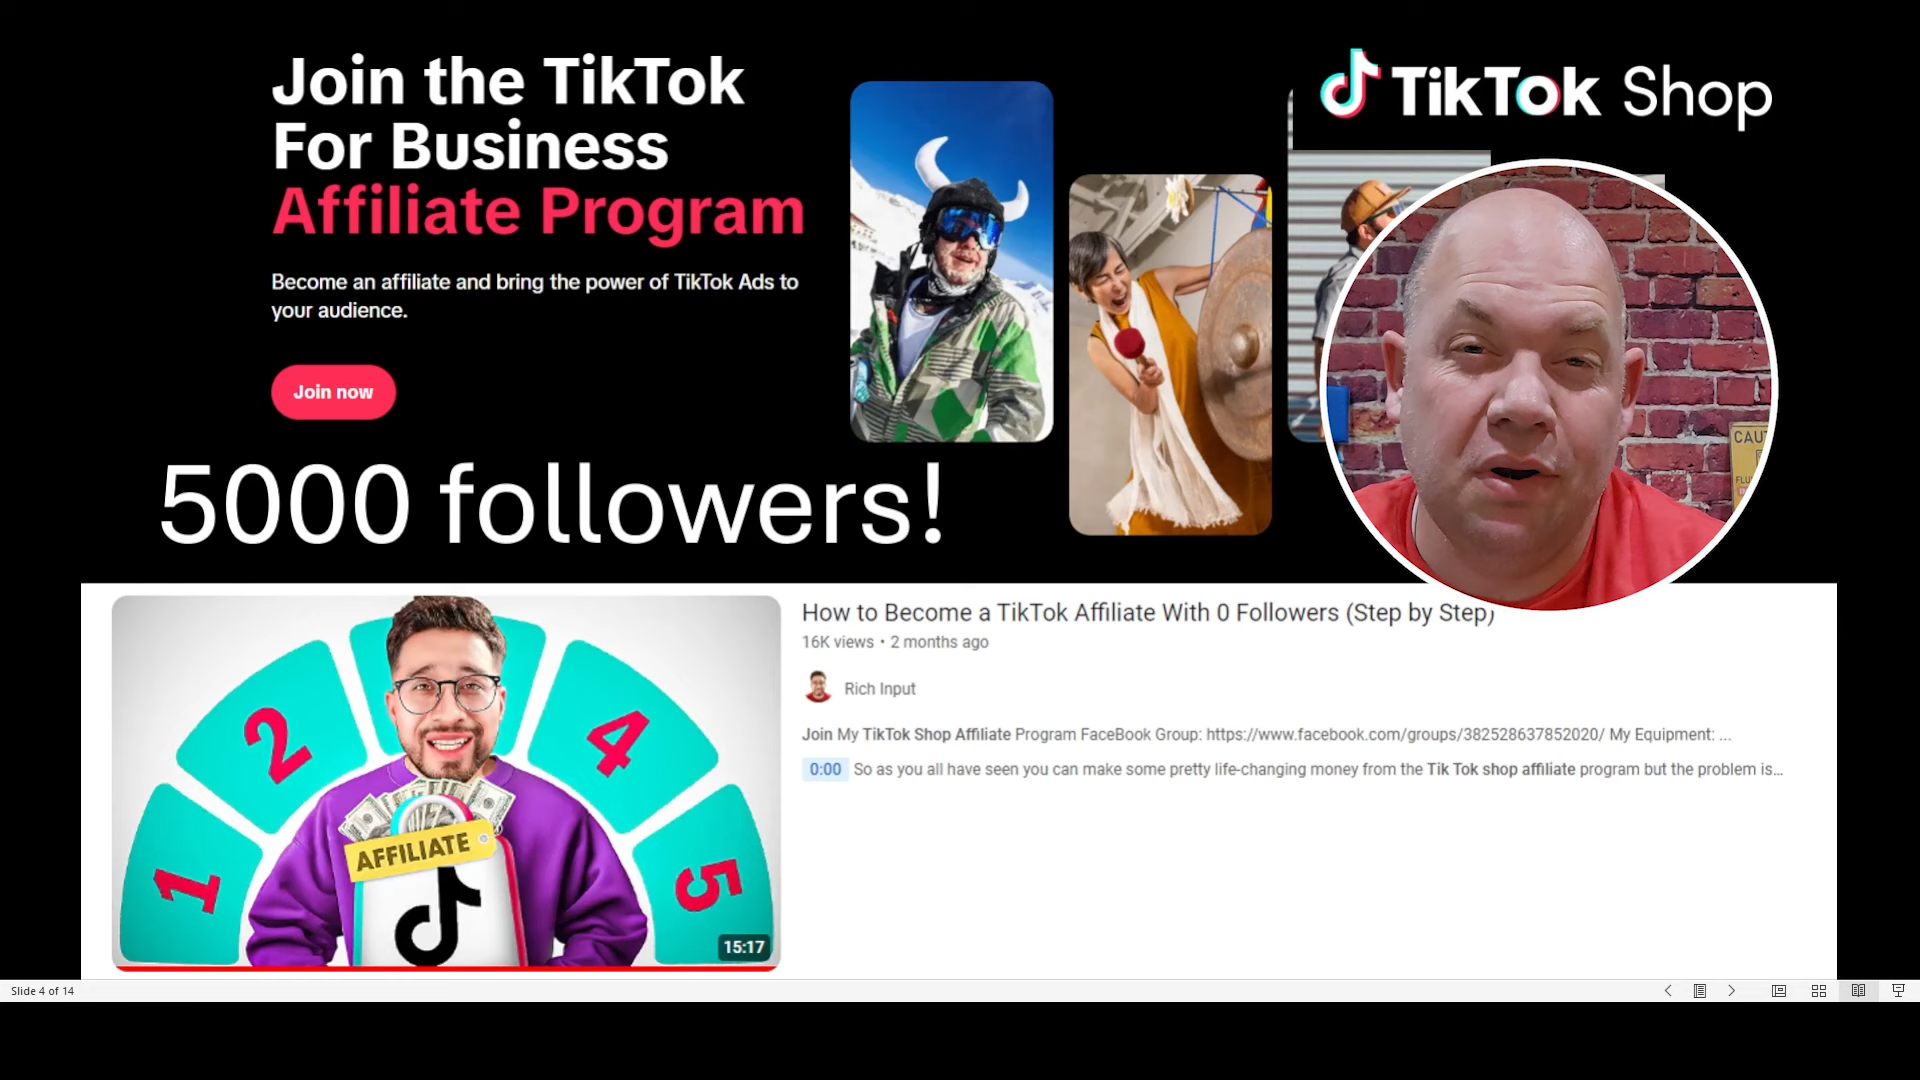 Join the TikTok
For Business
Affiliate Program
Become an affiliate and bring the power of TikTok Ads to
your audience.
Join now
TikTok Shop
5000 followers!
1
2
4
5
AFFILIATE
15:17
How to Become a TikTok Affiliate With 0 Followers (Step by Step)
16K views • 2 months ago
Rich Input
Join My TikTok Shop Affiliate Program FaceBook Group: https://www.facebook.com/groups/382528637852020/ My Equipment: ...
0:00 So as you all have seen you can make some pretty life-changing money from the Tik Tok shop affiliate program but the problem is...
Slide 4 of 14